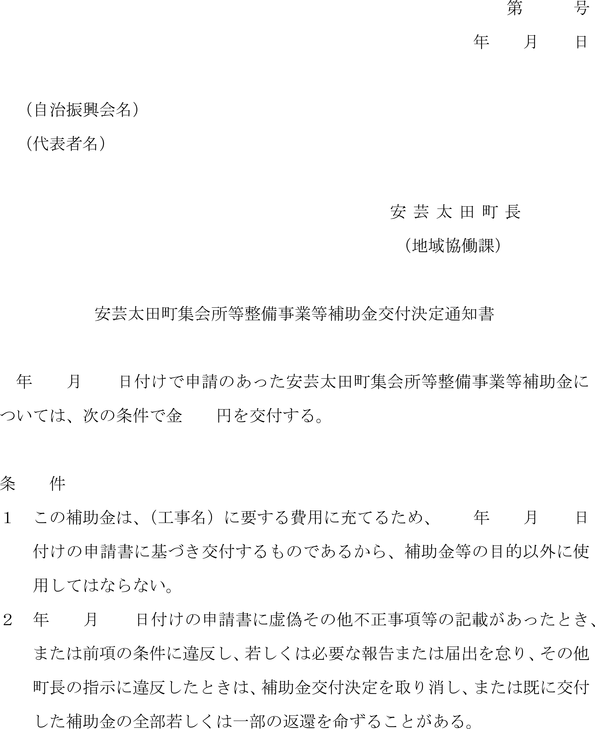 第　　　号
年　　月　　日
（自治振興会名）
（代表者名）
安 芸 太 田 町 長
（地域協働課）
安芸太田町集会所等整備事業等補助金交付決定通知書
　年　　月　　日付けで申請のあった安芸太田町集会所等整備事業等補助金に
ついては、次の条件で金　　円を交付する。
条　　件
１　この補助金は、（工事名）に要する費用に充てるため、　　年　　月　　日
付けの申請書に基づき交付するものであるから、補助金等の目的以外に使
用してはならない。
２　年　　月　　日付けの申請書に虚偽その他不正事項等の記載があったとき、
または前項の条件に違反し、若しくは必要な報告または届出を怠り、その他
町長の指示に違反したときは、補助金交付決定を取り消し、または既に交付
した補助金の全部若しくは一部の返還を命ずることがある。